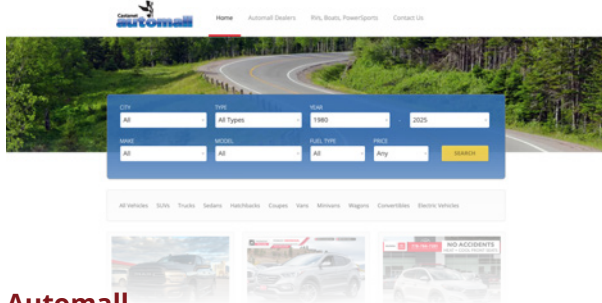 Castanet
automall
Home Automall Dealers RVs, Boats, PowerSports Contact Us
CITY TYPE YEAR
All All Types 1980 - 2025
MAKE MODEL FUEL TYPE PRICE
All All All Any SEARCH
All Vehicles SUVs Trucks Sedans Hatchbacks Coupes Vans Minivans Wagons Convertibles Electric Vehicles
NO ACCIDENTS
Automall